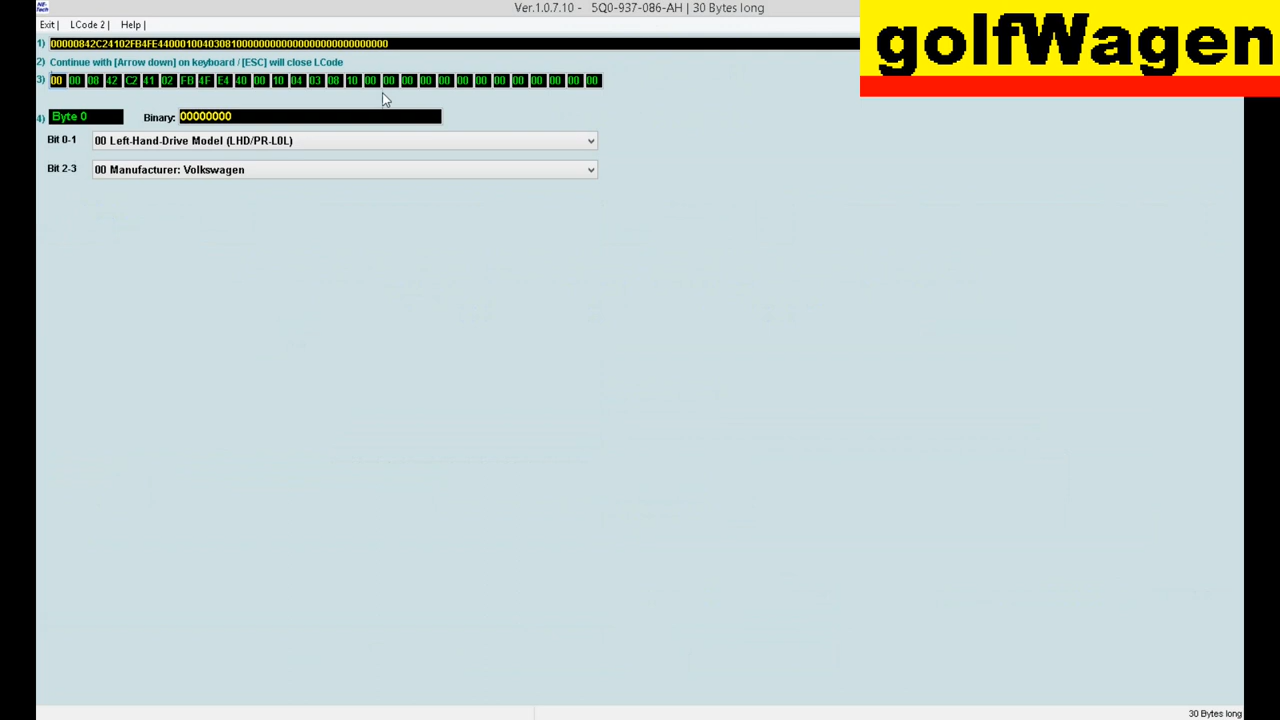 Ver.1.0.7.10 - 5Q0-937-086-AH | 30 Bytes long
golfWagen
Exit | LCode 2 | Help |
1) 00000842C24102FB4FE440001004030810000000000000000000000000
2) Continue with [Arrow down] on keyboard / [ESC] will close LCode
3) 00 00 08 42 C2 41 02 FB 4F E4 40 00 10 04 03 08 10 00 00 00 00 00 00 00 00 00 00 00 00 00
4) Byte 0 Binary: 00000000
Bit 0-1 00 Left-Hand-Drive Model (LHD/PR-L0L)
Bit 2-3 00 Manufacturer: Volkswagen
30 Bytes long